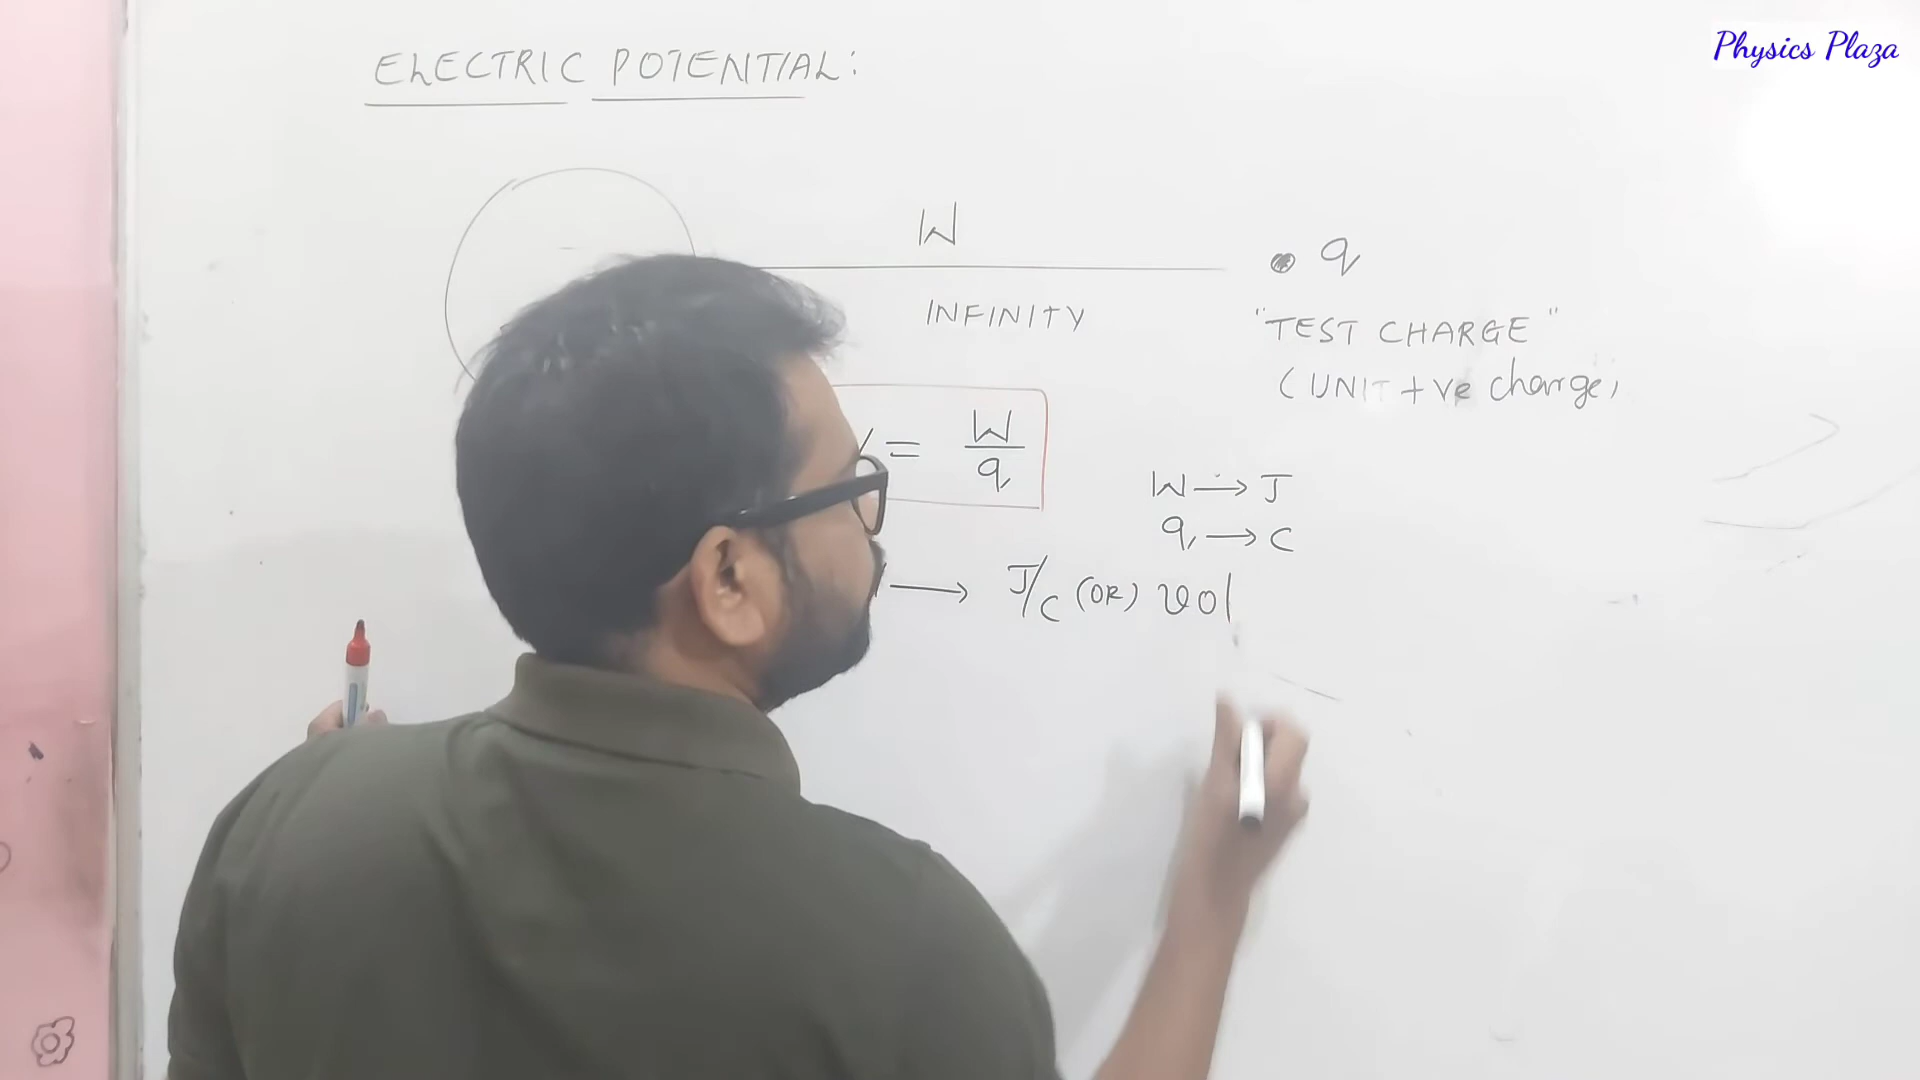 Physics Plaza
ELECTRIC POTENTIAL:
W
q
INFINITY
"TEST CHARGE"
(UNIT +ve charge)
= W
q
W → J
q → C
→ J/C (OR) vol